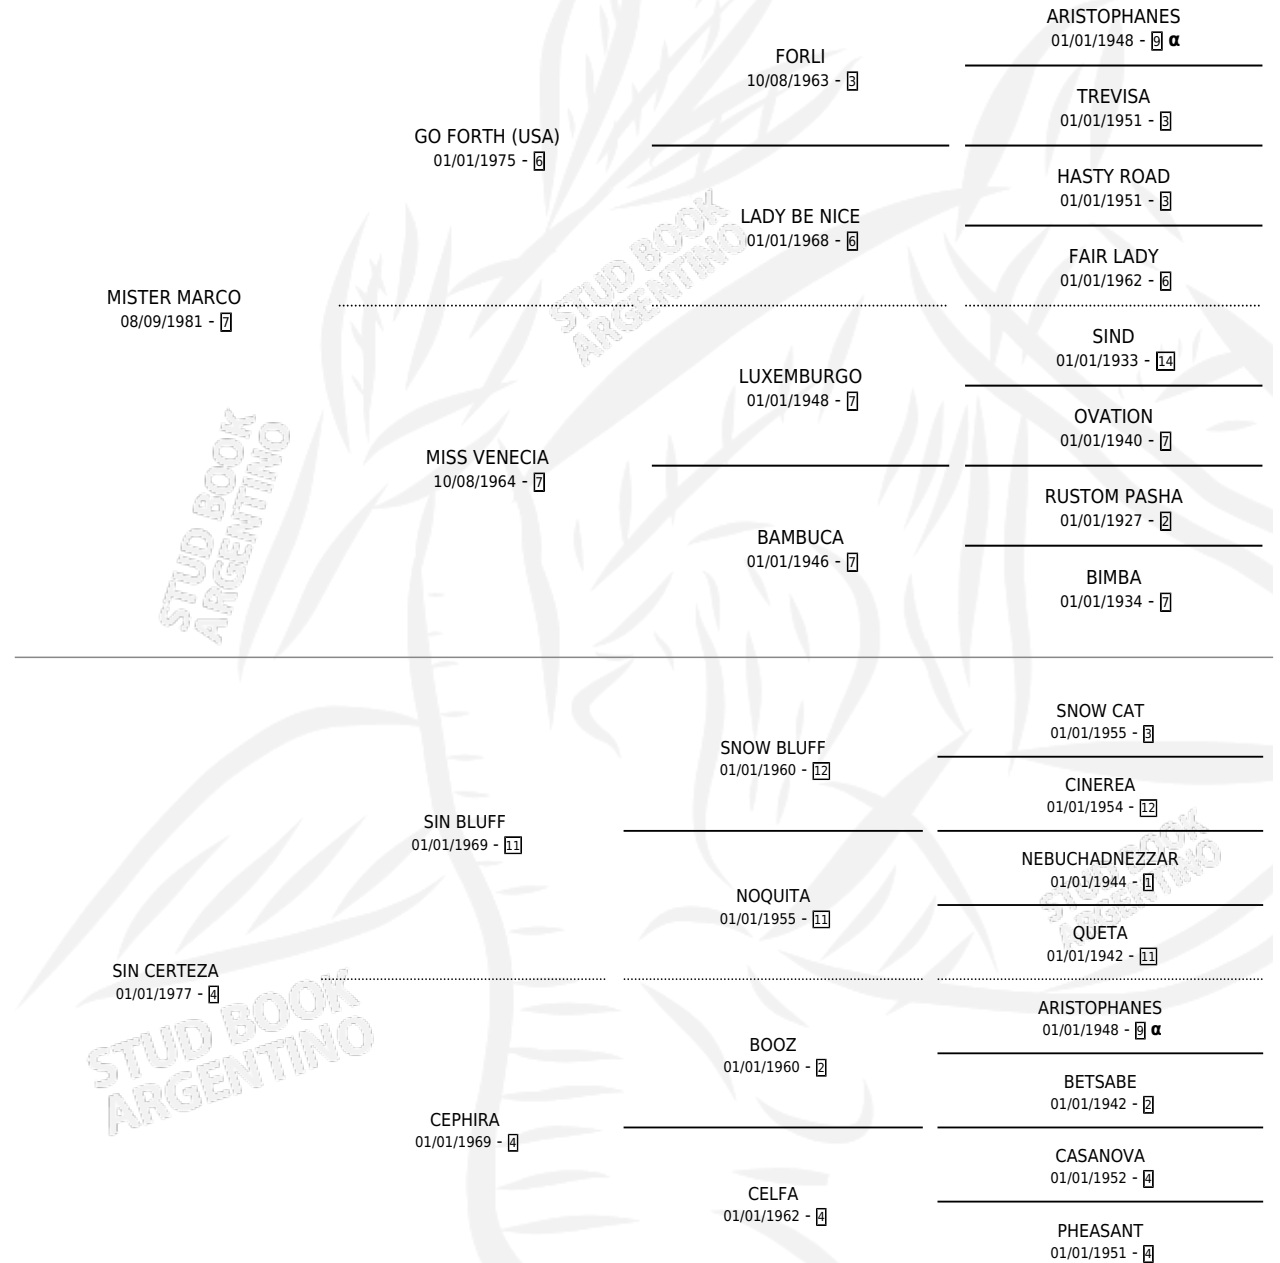 ARISTOPHANES
01/01/1948 - 9 α
FORLI
10/08/1963 - 3
TREVISA
01/01/1951 - 3
GO FORTH (USA)
01/01/1975 - 6
HASTY ROAD
01/01/1951 - 3
LADY BE NICE
01/01/1968 - 6
FAIR LADY
01/01/1962 - 6
STUD BOOK
ARGENTINO
MISTER MARCO
08/09/1981 - 7
SIND
01/01/1933 - 14
LUXEMBURGO
01/01/1948 - 7
OVATION
01/01/1940 - 7
MISS VENECIA
10/08/1964 - 7
STUD BOOK
ARGENTINO
RUSTOM PASHA
01/01/1927 - 2
BAMBUCA
01/01/1946 - 7
BIMBA
01/01/1934 - 7
SNOW CAT
01/01/1955 - 3
SNOW BLUFF
01/01/1960 - 12
CINEREA
01/01/1954 - 12
SIN BLUFF
01/01/1969 - 11
STUD BOOK
ARGENTINO
NEBUCHADNEZZAR
01/01/1944 - 1
NOQUITA
01/01/1955 - 11
QUETA
01/01/1942 - 11
SIN CERTEZA
01/01/1977 - 4
STUD BOOK
ARGENTINO
ARISTOPHANES
01/01/1948 - 9 α
BOOZ
01/01/1960 - 2
BETSABE
01/01/1942 - 2
CEPHIRA
01/01/1969 - 4
CASANOVA
01/01/1952 - 4
CELFA
01/01/1962 - 4
PHEASANT
01/01/1951 - 4